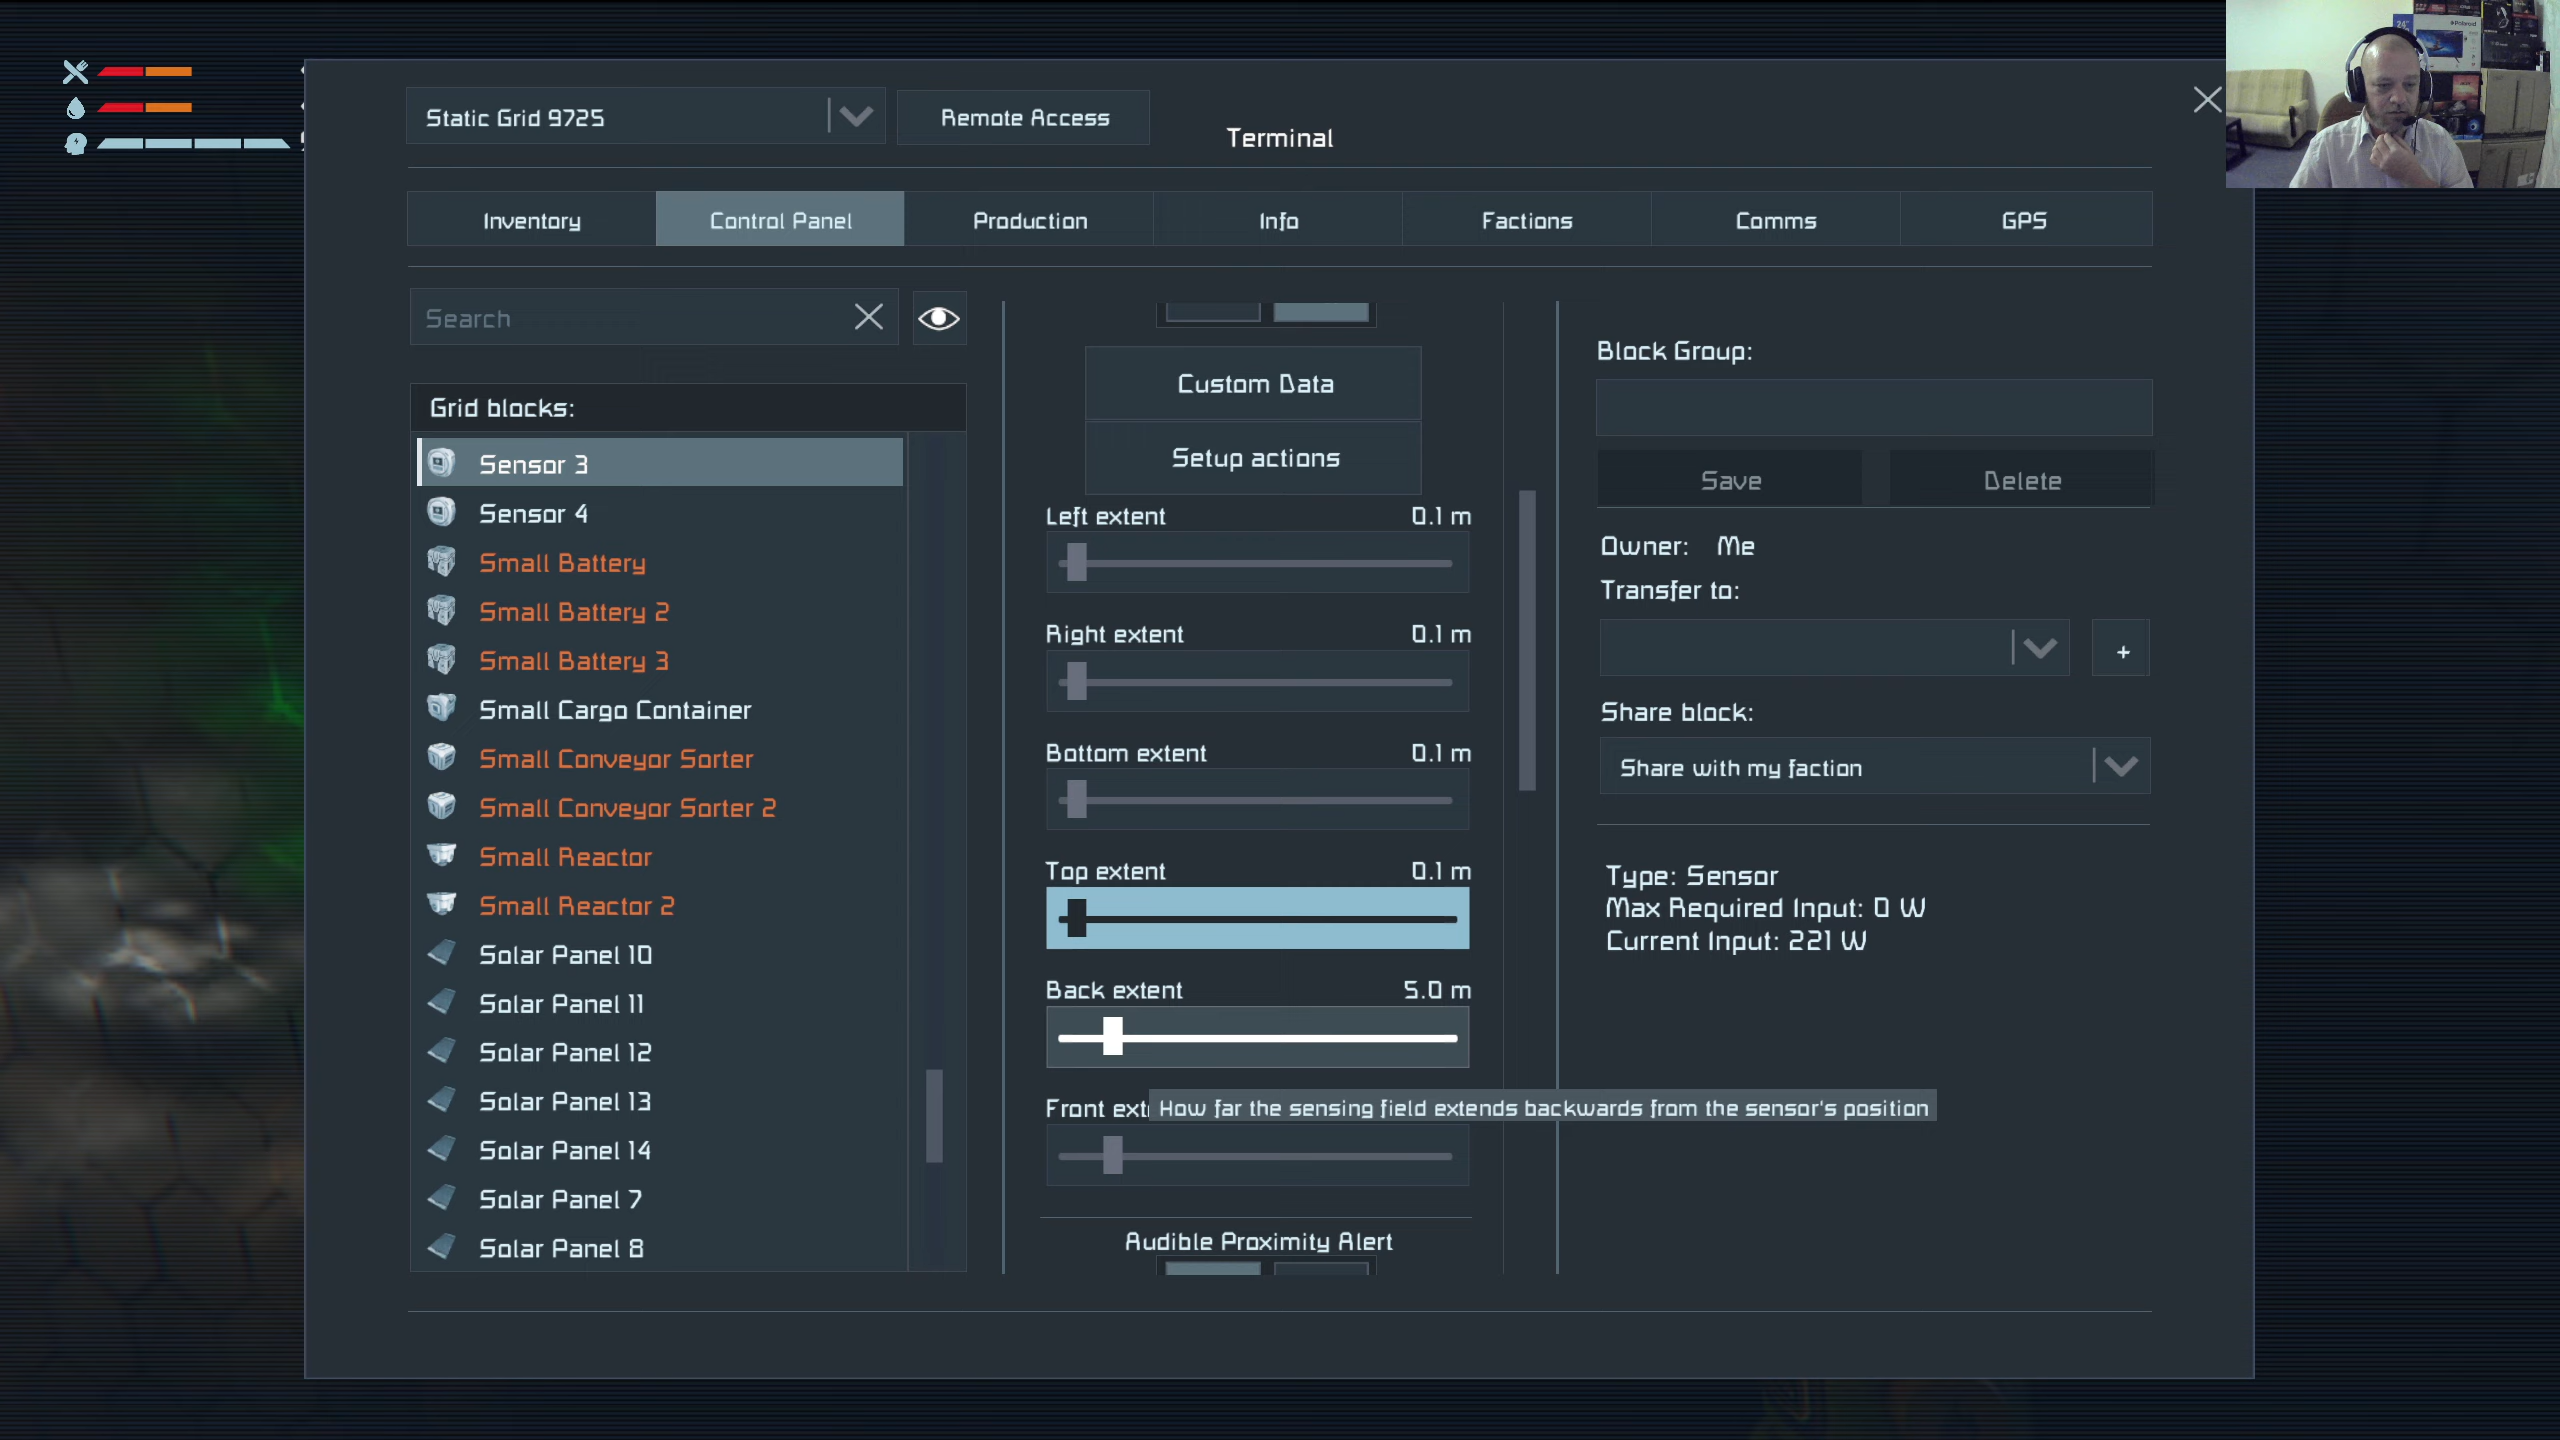 Static Grid 9725
Remote Access
Terminal
Inventory
Control Panel
Production
Info
Factions
Comms
GPS
Search
Grid blocks:
Sensor 3
Sensor 4
Small Battery
Small Battery 2
Small Battery 3
Small Cargo Container
Small Conveyor Sorter
Small Conveyor Sorter 2
Small Reactor
Small Reactor 2
Solar Panel 10
Solar Panel 11
Solar Panel 12
Solar Panel 13
Solar Panel 14
Solar Panel 7
Solar Panel 8
Custom Data
Setup actions
Left extent 0.1 m
Right extent 0.1 m
Bottom extent 0.1 m
Top extent 0.1 m
Back extent 5.0 m
Front ext
How far the sensing field extends backwards from the sensor's position
Audible Proximity Alert
Block Group:
Save
Delete
Owner: Me
Transfer to:
+
Share block:
Share with my faction
Type: Sensor
Max Required Input: 0 W
Current Input: 221 W